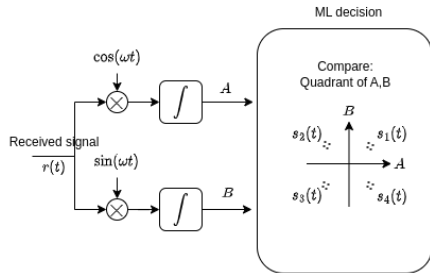 ML decision
cos(ωt)
Compare:
Quadrant of A,B
∫
A
B
s₂(t)
s₁(t)
Received signal
r(t)
sin(ωt)
A
s₃(t)
s₄(t)
∫
B